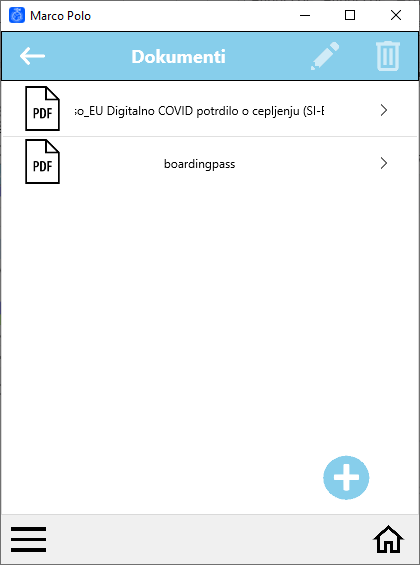 Marco Polo
Dokumenti
PDF
so_EU Digitalno COVID potrdilo o cepljenju (SI-E
PDF
boardingpass